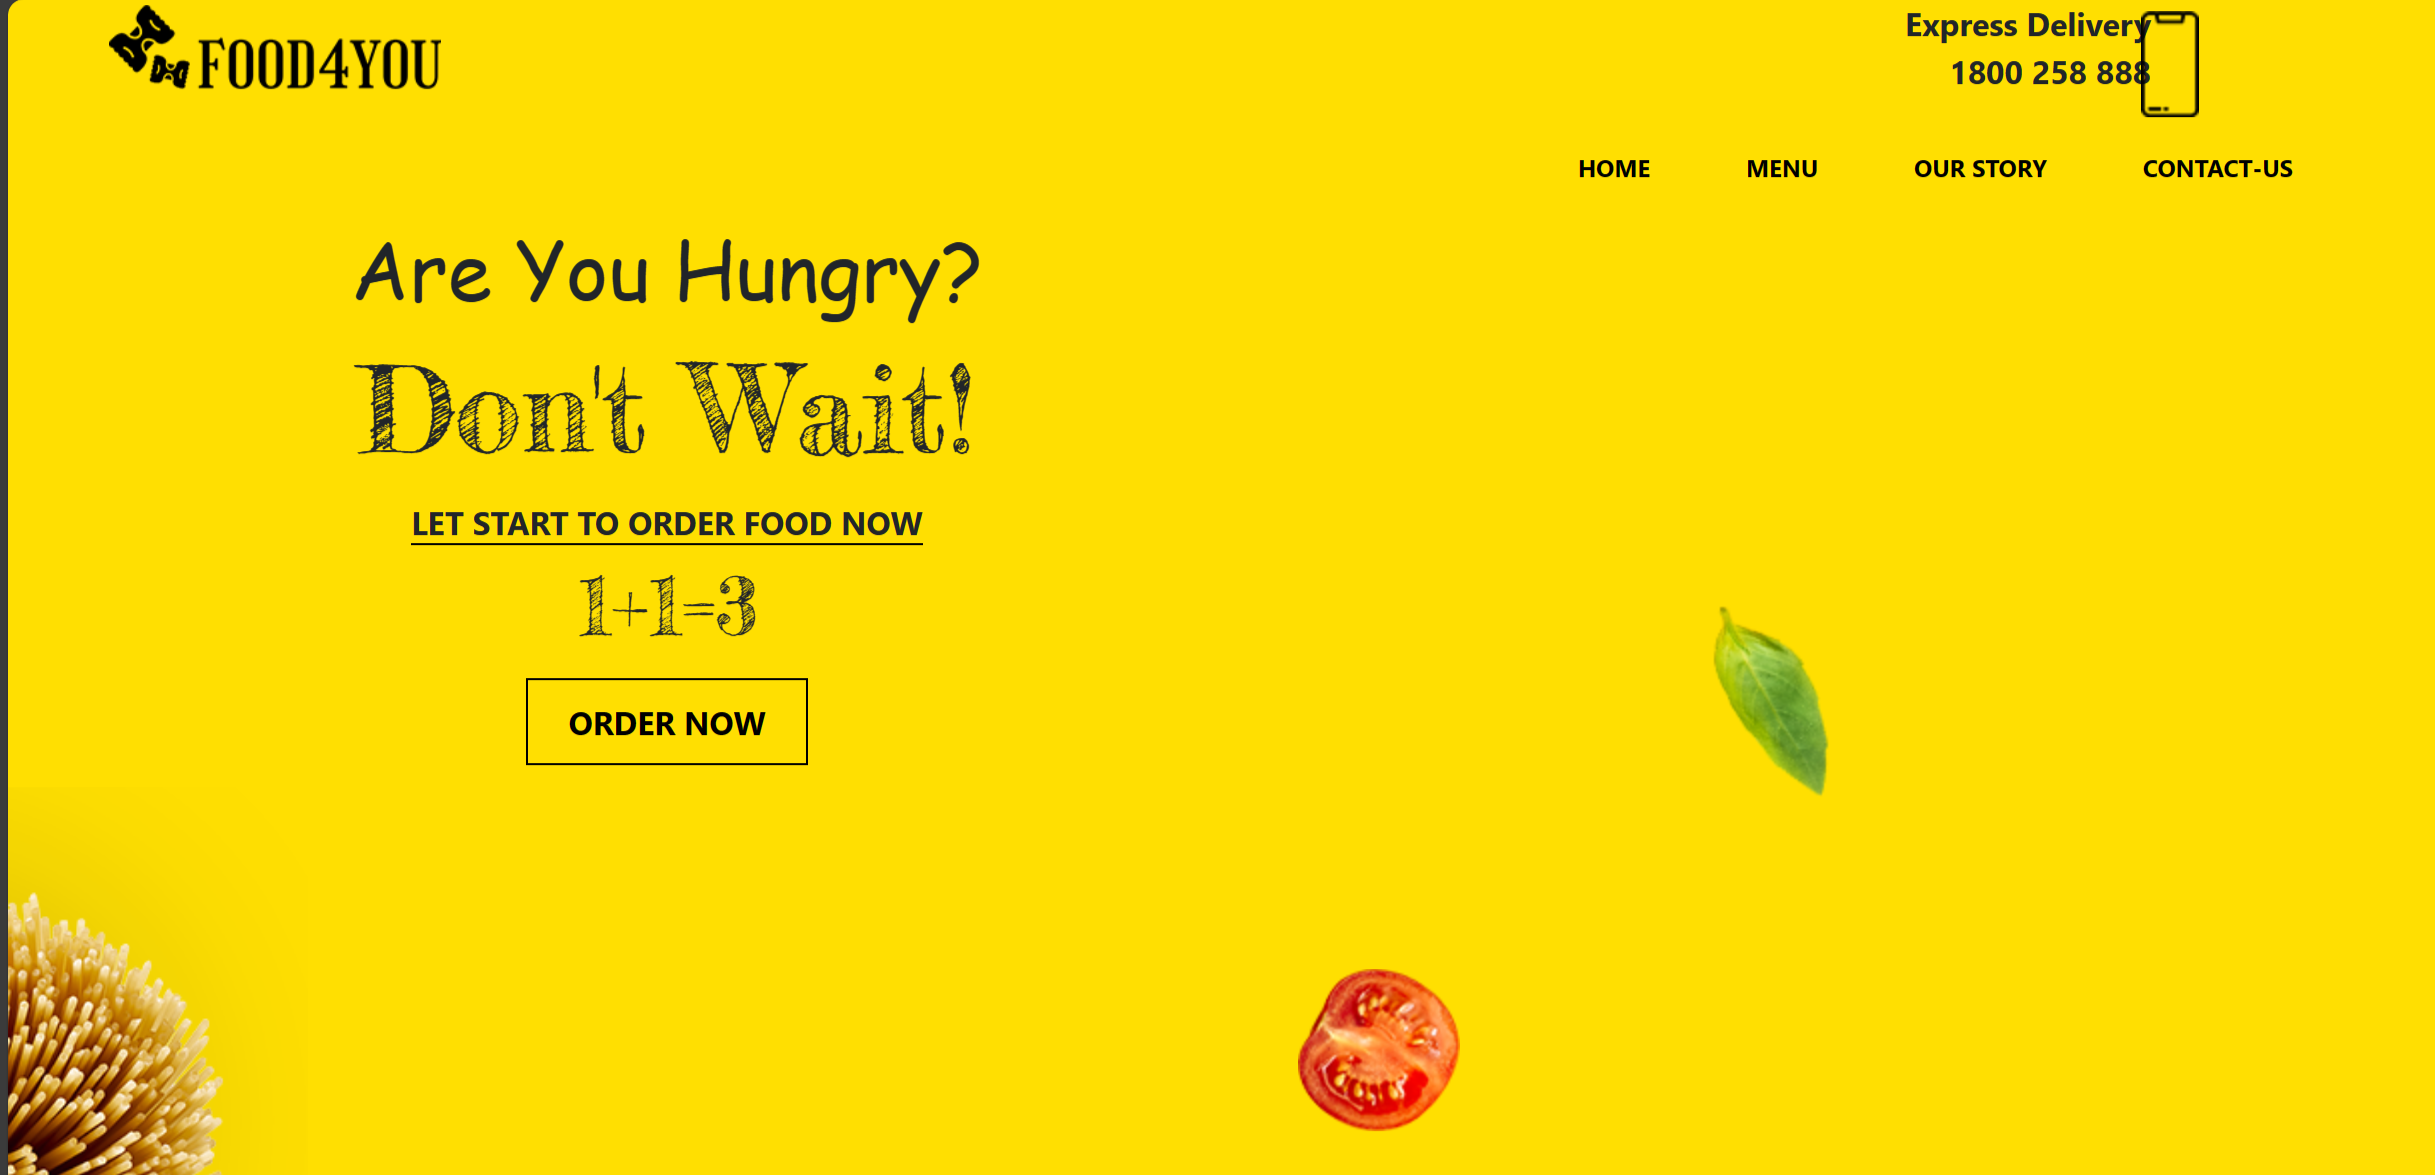 FOOD4YOU
Express Delivery
1800 258 888
HOME MENU OUR STORY CONTACT-US
Are You Hungry?
Don't Wait!
LET START TO ORDER FOOD NOW
1+1=3
ORDER NOW